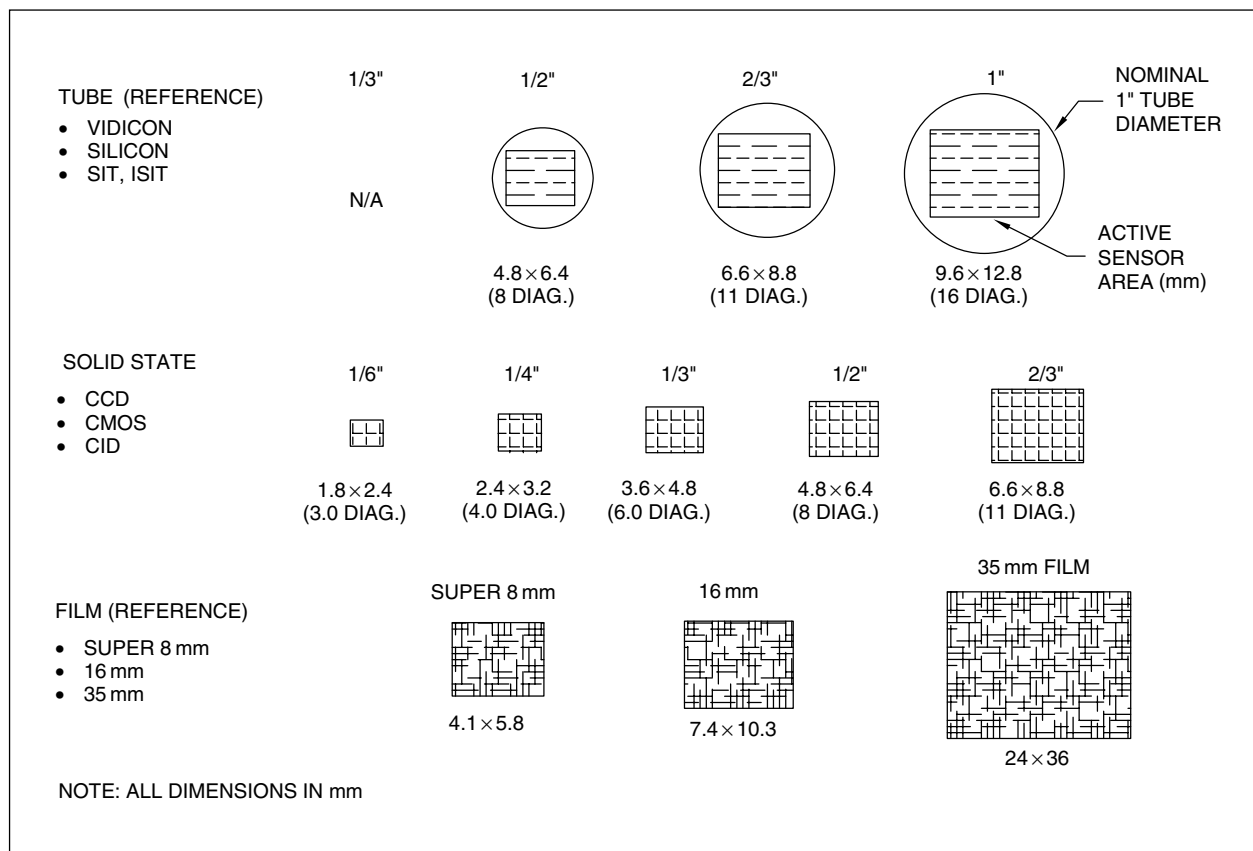 TUBE (REFERENCE)
• VIDICON
• SILICON
• SIT, ISIT
1/3"
N/A
1/2"
4.8×6.4
(8 DIAG.)
2/3"
6.6×8.8
(11 DIAG.)
1"
9.6×12.8
(16 DIAG.)
NOMINAL
1" TUBE
DIAMETER
ACTIVE
SENSOR
AREA (mm)
SOLID STATE
• CCD
• CMOS
• CID
1/6"
1.8×2.4
(3.0 DIAG.)
1/4"
2.4×3.2
(4.0 DIAG.)
1/3"
3.6×4.8
(6.0 DIAG.)
1/2"
4.8×6.4
(8 DIAG.)
2/3"
6.6×8.8
(11 DIAG.)
FILM (REFERENCE)
• SUPER 8 mm
• 16 mm
• 35 mm
SUPER 8 mm
4.1×5.8
16 mm
7.4×10.3
35 mm FILM
24×36
NOTE: ALL DIMENSIONS IN mm